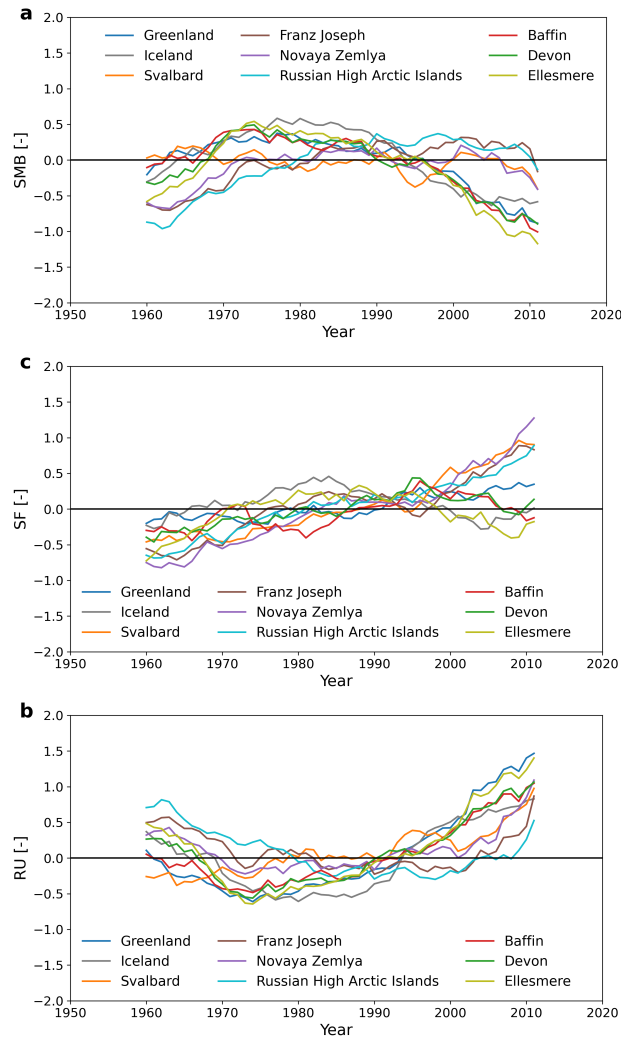 a
2.0
1.5
1.0
0.5
0.0
−0.5
−1.0
−1.5
−2.0
SMB [-]
Greenland Franz Joseph Baffin
Iceland Novaya Zemlya Devon
Svalbard Russian High Arctic Islands Ellesmere
1950 1960 1970 1980 1990 2000 2010 2020
Year
c
2.0
1.5
1.0
0.5
0.0
−0.5
−1.0
−1.5
−2.0
SF [-]
Greenland Franz Joseph Baffin
Iceland Novaya Zemlya Devon
Svalbard Russian High Arctic Islands Ellesmere
1950 1960 1970 1980 1990 2000 2010 2020
Year
b
2.0
1.5
1.0
0.5
0.0
−0.5
−1.0
−1.5
−2.0
RU [-]
Greenland Franz Joseph Baffin
Iceland Novaya Zemlya Devon
Svalbard Russian High Arctic Islands Ellesmere
1950 1960 1970 1980 1990 2000 2010 2020
Year